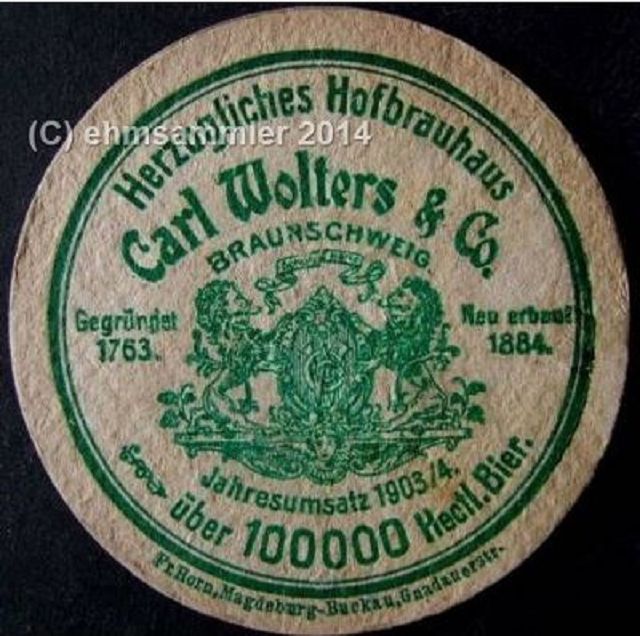 Herzogliches Hofbrauhaus
(C) ehmsammler 2014
Carl Wolters & Co.
BRAUNSCHWEIG.
Gegründet
1763.
Neu erbaut
1884.
Jahresumsatz 1903/4.
über 100000 Hectl. Bier.
Fr. Horn, Magdeburg-Buckau, Gnadauerstr.